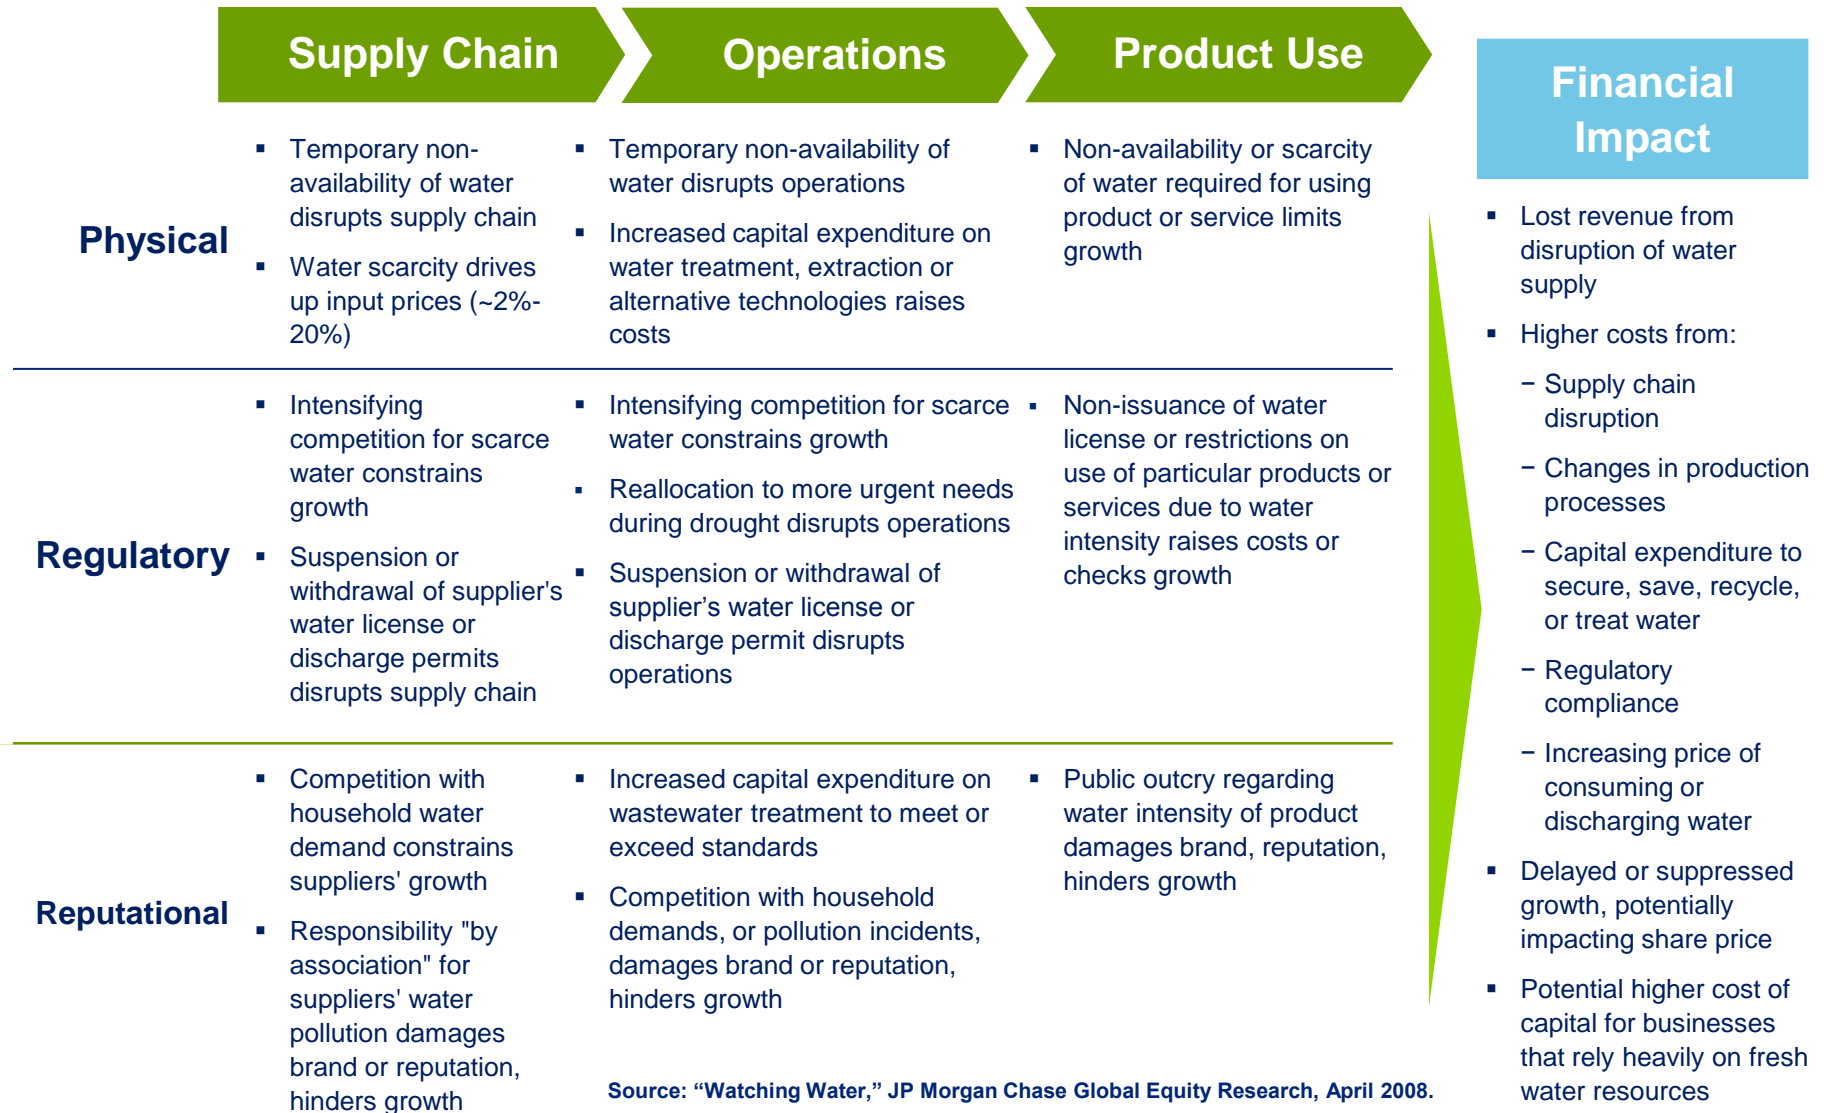 Supply Chain
Operations
Product Use
Financial
Impact
Physical
▪ Temporary non-
availability of water
disrupts supply chain
▪ Water scarcity drives
up input prices (~2%-
20%)
▪ Temporary non-availability of
water disrupts operations
▪ Increased capital expenditure on
water treatment, extraction or
alternative technologies raises
costs
▪ Non-availability or scarcity
of water required for using
product or service limits
growth
Regulatory
▪ Intensifying
competition for scarce
water constrains
growth
▪ Suspension or
withdrawal of supplier's
water license or
discharge permits
disrupts supply chain
▪ Intensifying competition for scarce
water constrains growth
▪ Reallocation to more urgent needs
during drought disrupts operations
▪ Suspension or withdrawal of
supplier’s water license or
discharge permit disrupts
operations
▪ Non-issuance of water
license or restrictions on
use of particular products or
services due to water
intensity raises costs or
checks growth
Reputational
▪ Competition with
household water
demand constrains
suppliers' growth
▪ Responsibility "by
association" for
suppliers' water
pollution damages
brand or reputation,
hinders growth
▪ Increased capital expenditure on
wastewater treatment to meet or
exceed standards
▪ Competition with household
demands, or pollution incidents,
damages brand or reputation,
hinders growth
▪ Public outcry regarding
water intensity of product
damages brand, reputation,
hinders growth
▪ Lost revenue from
disruption of water
supply
▪ Higher costs from:
− Supply chain
disruption
− Changes in production
processes
− Capital expenditure to
secure, save, recycle,
or treat water
− Regulatory
compliance
− Increasing price of
consuming or
discharging water
▪ Delayed or suppressed
growth, potentially
impacting share price
▪ Potential higher cost of
capital for businesses
that rely heavily on fresh
water resources
Source: “Watching Water,” JP Morgan Chase Global Equity Research, April 2008.